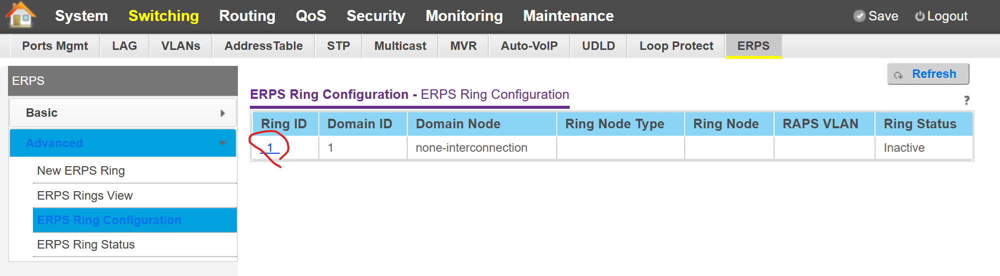 System Switching Routing QoS Security Monitoring Maintenance Save Logout
Ports Mgmt LAG VLANs AddressTable STP Multicast MVR Auto-VoIP UDLD Loop Protect ERPS
ERPS
Basic
Advanced
New ERPS Ring
ERPS Rings View
ERPS Ring Configuration
ERPS Ring Status
Refresh
ERPS Ring Configuration - ERPS Ring Configuration
?
Ring ID Domain ID Domain Node Ring Node Type Ring Node RAPS VLAN Ring Status
1 1 none-interconnection Inactive